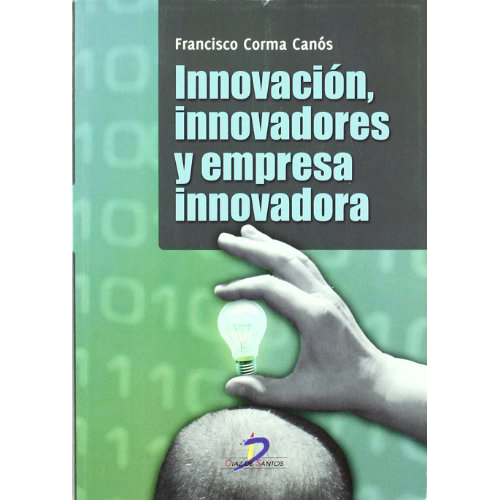 Francisco Corma Canós
Innovación,
innovadores
y empresa
innovadora
DIAZ DE SANTOS